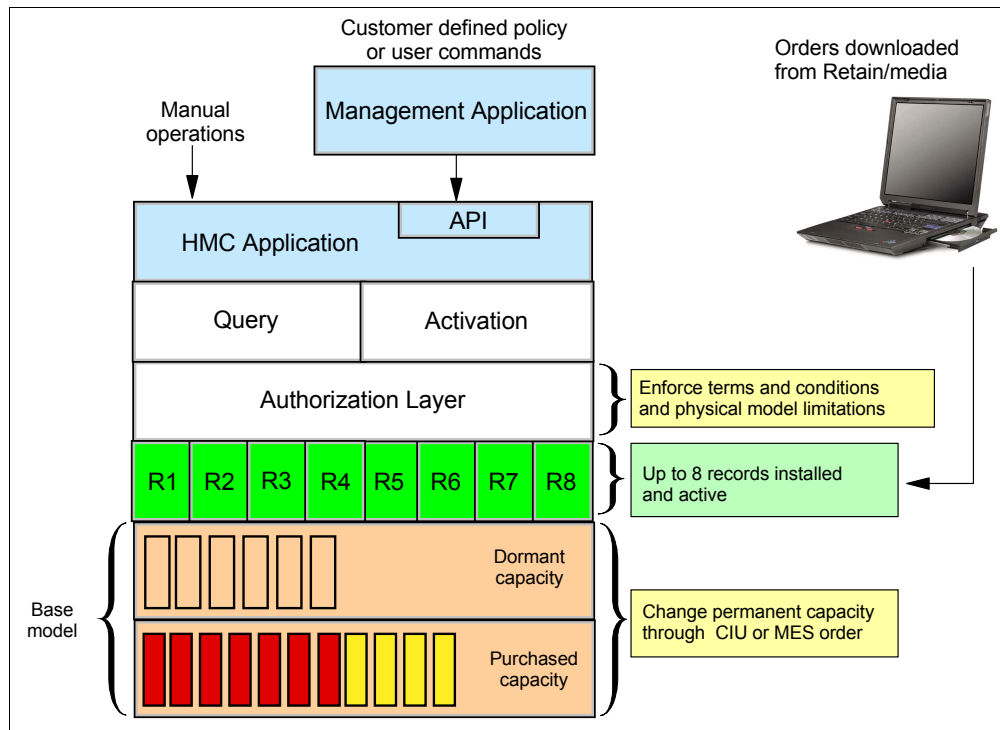 Customer defined policy
or user commands
Management Application
Orders downloaded
from Retain/media
Manual
operations
API
HMC Application
Query
Activation
Authorization Layer
Enforce terms and conditions
and physical model limitations
R1
R2
R3
R4
R5
R6
R7
R8
Up to 8 records installed
and active
Base
model
Dormant
capacity
Purchased
capacity
Change permanent capacity
through CIU or MES order